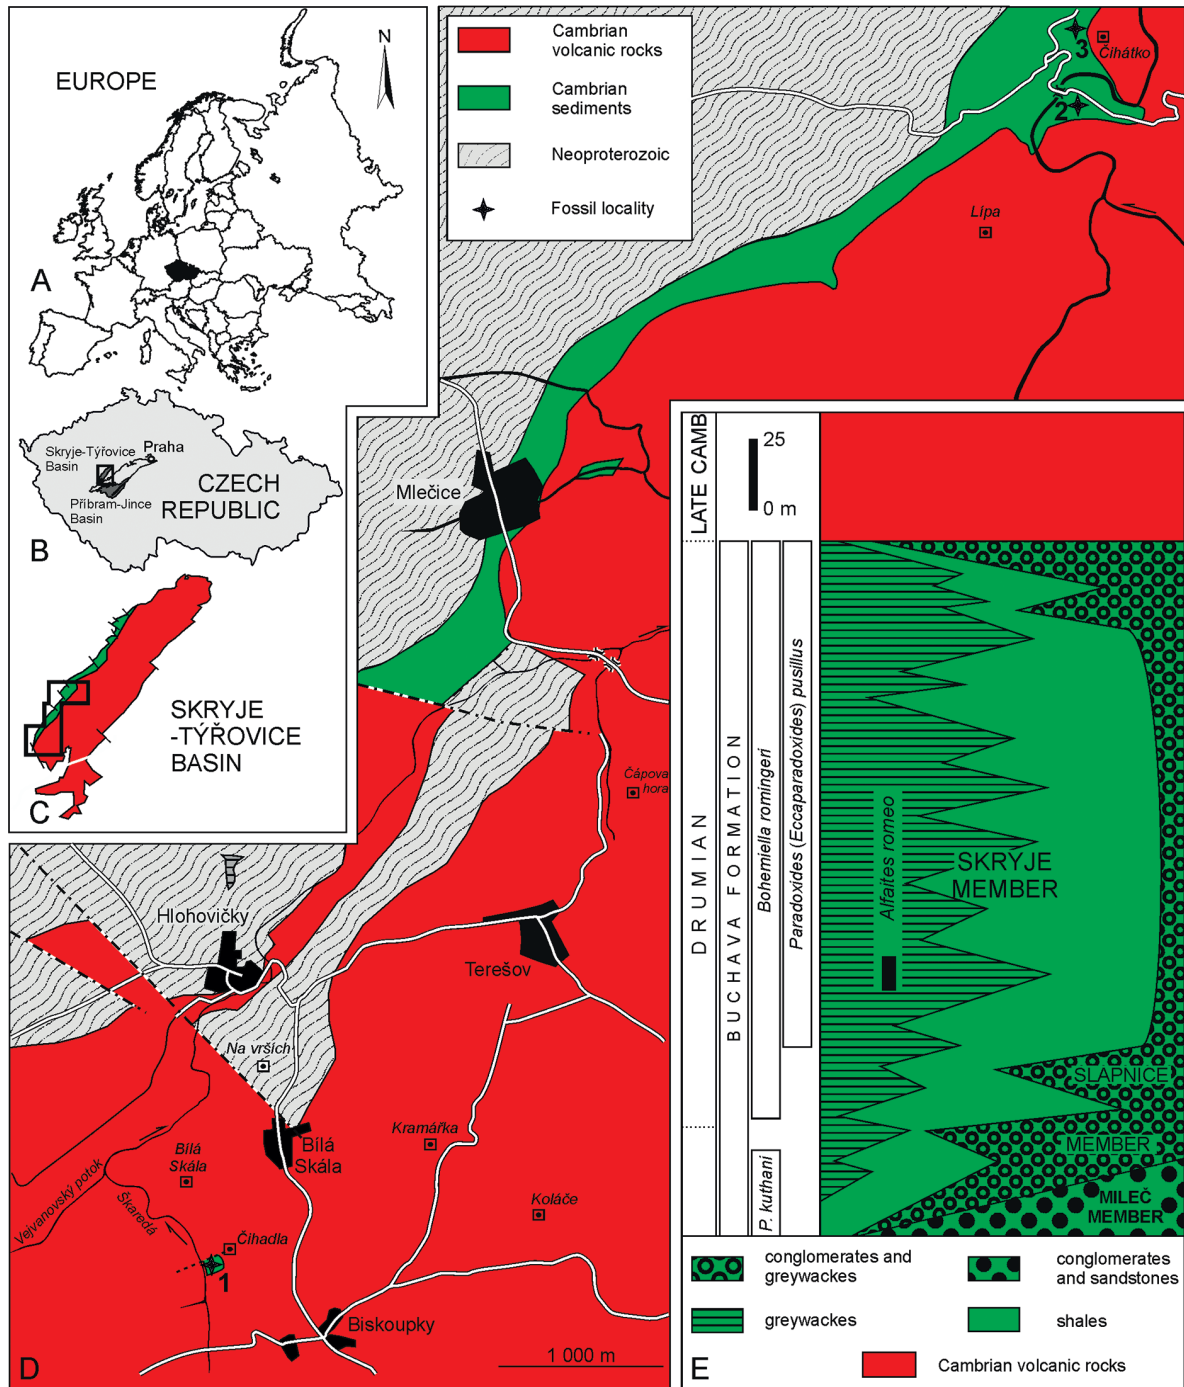 EUROPE
N
A
Skryje-Týřovice
Basin
Praha
CZECH
REPUBLIC
Příbram-Jince
Basin
B
SKRYJE
-TÝŘOVICE
BASIN
C
Cambrian
volcanic rocks
Cambrian
sediments
Neoproterozoic
Fossil locality
3
Čihátko
2
Lípa
Mlečice
Čápova
hora
Hlohovičky
Terešov
Na vrších
Kramářka
Bílá
Skála
Bílá
Skála
Vejvanovský potok
Škaredá
Koláče
Čihadla
1
Biskoupky
D
1 000 m
LATE CAMB
25
0 m
DRUMIAN
BUCHAVA FORMATION
Bohemiella romingeri
Paradoxides (Eccaparadoxides) pusillus
P. kuthani
Alfaites romeo
SKRYJE
MEMBER
SLAPNICE
MEMBER
MILEČ
MEMBER
conglomerates and
greywackes
conglomerates
and sandstones
greywackes
shales
Cambrian volcanic rocks
E